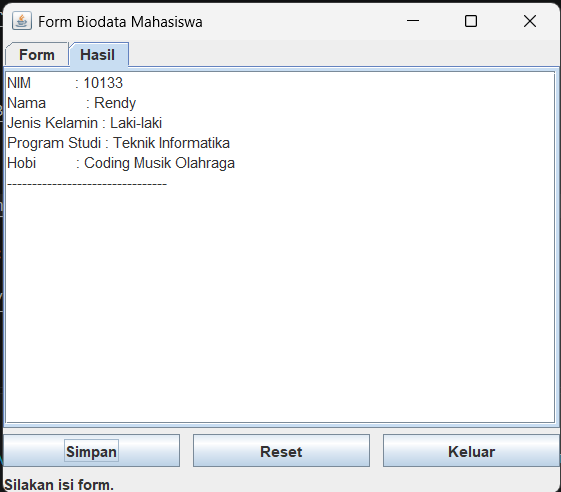 Form Biodata Mahasiswa
Form Hasil
NIM : 10133
Nama : Rendy
Jenis Kelamin : Laki-laki
Program Studi : Teknik Informatika
Hobi : Coding Musik Olahraga
--------------------------------
Simpan Reset Keluar
Silakan isi form.